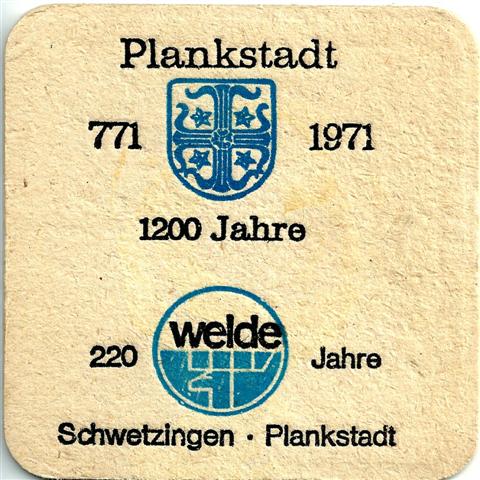 Plankstadt
771 1971
1200 Jahre
welde
220 Jahre
Schwetzingen · Plankstadt